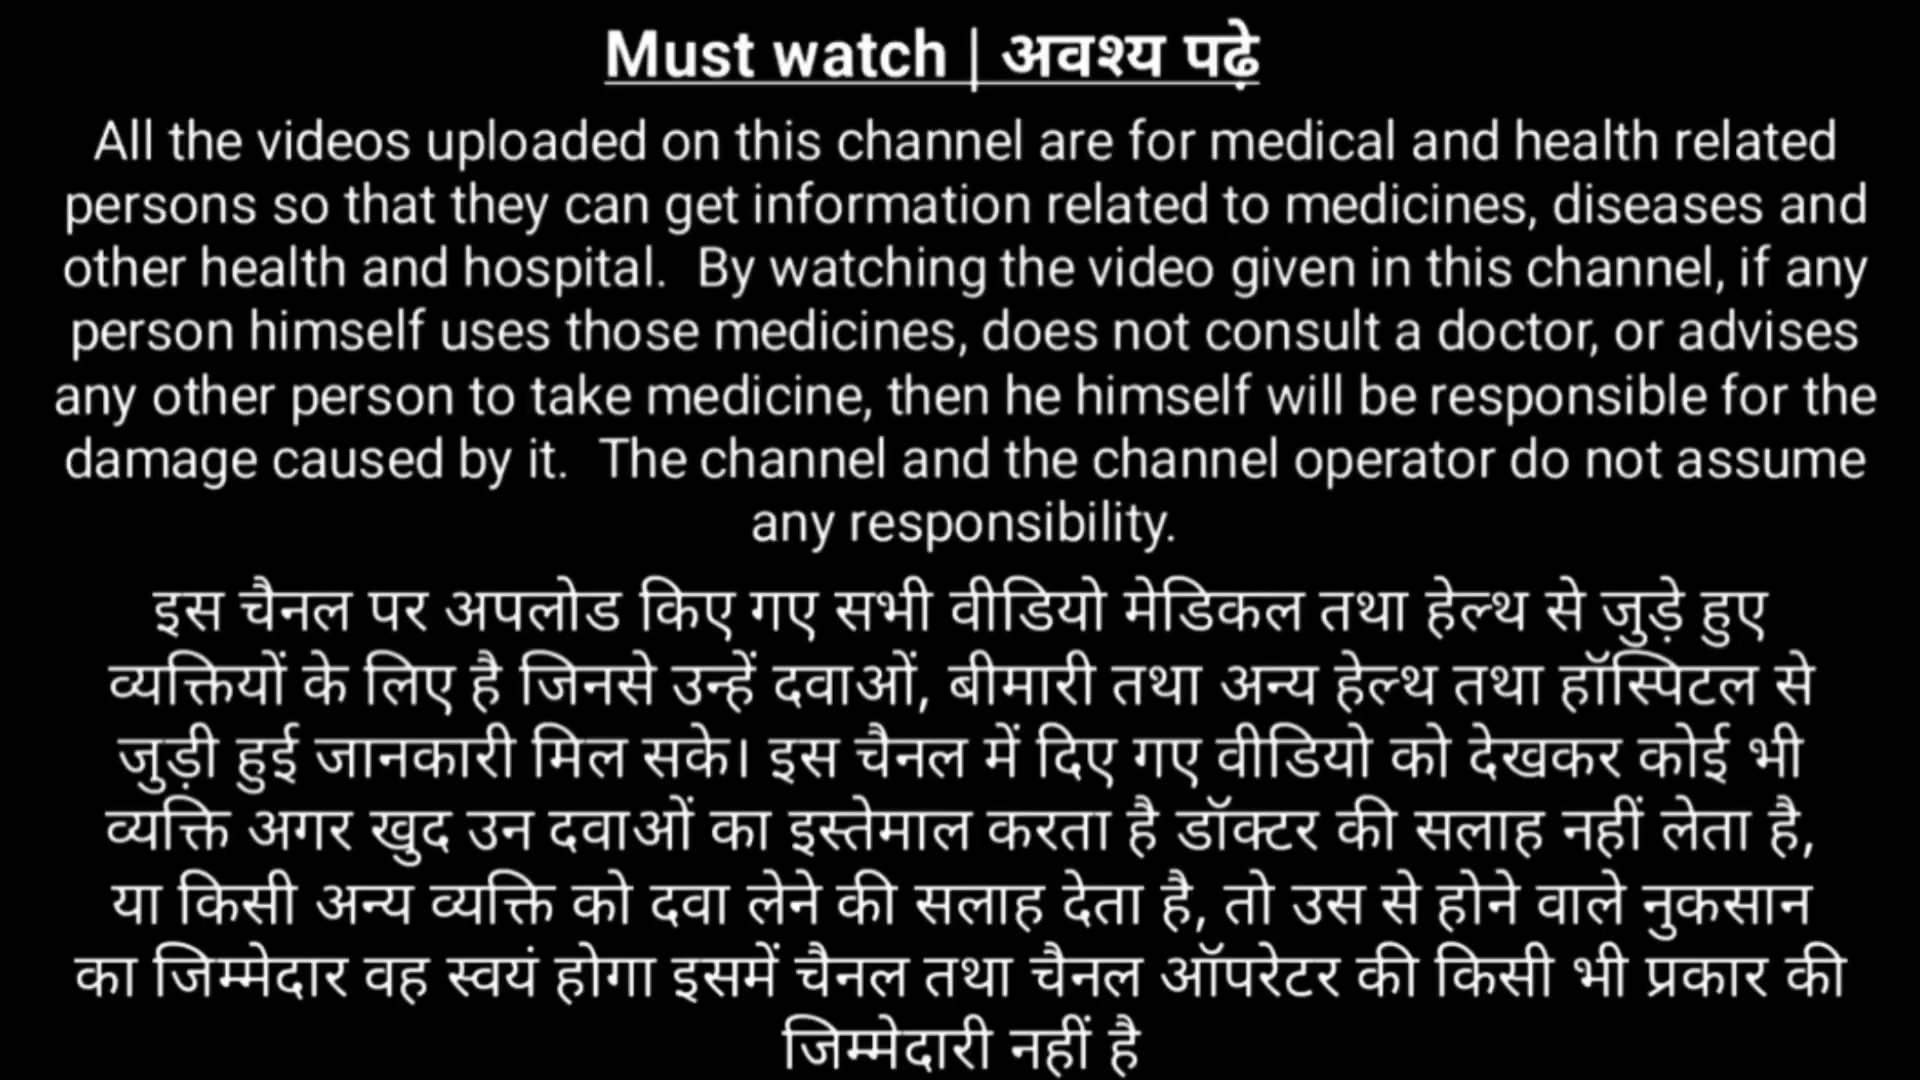 Must watch | अवश्य पढ़े
All the videos uploaded on this channel are for medical and health related
persons so that they can get information related to medicines, diseases and
other health and hospital. By watching the video given in this channel, if any
person himself uses those medicines, does not consult a doctor, or advises
any other person to take medicine, then he himself will be responsible for the
damage caused by it. The channel and the channel operator do not assume
any responsibility.
इस चैनल पर अपलोड किए गए सभी वीडियो मेडिकल तथा हेल्थ से जुड़े हुए
व्यक्तियों के लिए है जिनसे उन्हें दवाओं, बीमारी तथा अन्य हेल्थ तथा हॉस्पिटल से
जुड़ी हुई जानकारी मिल सके। इस चैनल में दिए गए वीडियो को देखकर कोई भी
व्यक्ति अगर खुद उन दवाओं का इस्तेमाल करता है डॉक्टर की सलाह नहीं लेता है,
या किसी अन्य व्यक्ति को दवा लेने की सलाह देता है, तो उस से होने वाले नुकसान
का जिम्मेदार वह स्वयं होगा इसमें चैनल तथा चैनल ऑपरेटर की किसी भी प्रकार की
जिम्मेदारी नहीं है